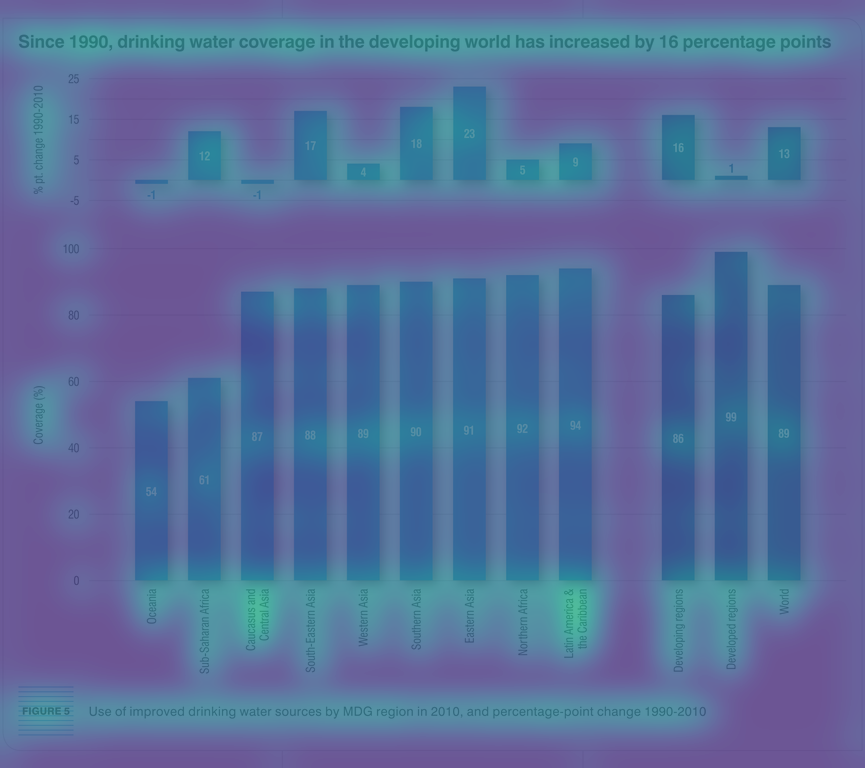 Since 1990, drinking water coverage in the developing world has increased by 16 percentage points
% pt. change 1990-2010
25
15
5
-5
-1
12
-1
17
4
18
23
5
9
16
1
13
Coverage (%)
100
80
60
40
20
0
54
61
87
88
89
90
91
92
94
86
99
89
Oceania
Sub-Saharan Africa
Caucasus and
Central Asia
South-Eastern Asia
Western Asia
Southern Asia
Eastern Asia
Northern Africa
Latin America &
the Caribbean
Developing regions
Developed regions
World
FIGURE 5
Use of improved drinking water sources by MDG region in 2010, and percentage-point change 1990-2010